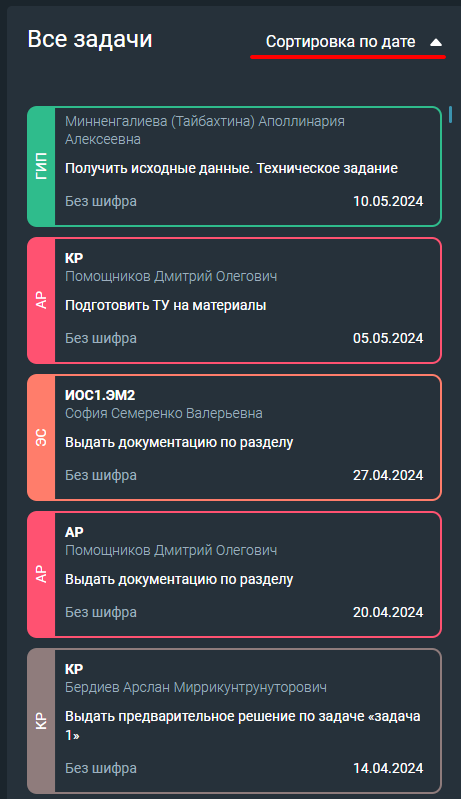 Все задачи
Сортировка по дате
ГИП
Минненгалиева (Тайбахтина) Аполлинария
Алексеевна
Получить исходные данные. Техническое задание
Без шифра
10.05.2024
АР
КР
Помощников Дмитрий Олегович
Подготовить ТУ на материалы
Без шифра
05.05.2024
ЭС
ИОС1.ЭМ2
София Семеренко Валерьевна
Выдать документацию по разделу
Без шифра
27.04.2024
АР
АР
Помощников Дмитрий Олегович
Выдать документацию по разделу
Без шифра
20.04.2024
КР
КР
Бердиев Арслан Миррикунтрунуторович
Выдать предварительное решение по задаче «задача
1»
Без шифра
14.04.2024